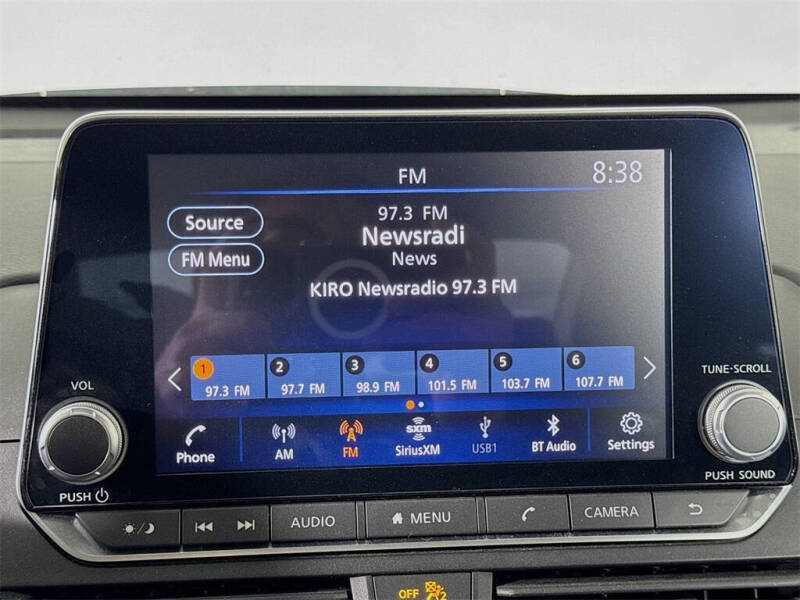 FM 8:38
Source
FM Menu
97.3 FM
Newsradi
News
KIRO Newsradio 97.3 FM
1 2 3 4 5 6
97.3 FM 97.7 FM 98.9 FM 101.5 FM 103.7 FM 107.7 FM
sxm
Phone AM FM SiriusXM USB1 BT Audio Settings
VOL
PUSH
TUNE·SCROLL
PUSH SOUND
AUDIO MENU CAMERA
OFF 2